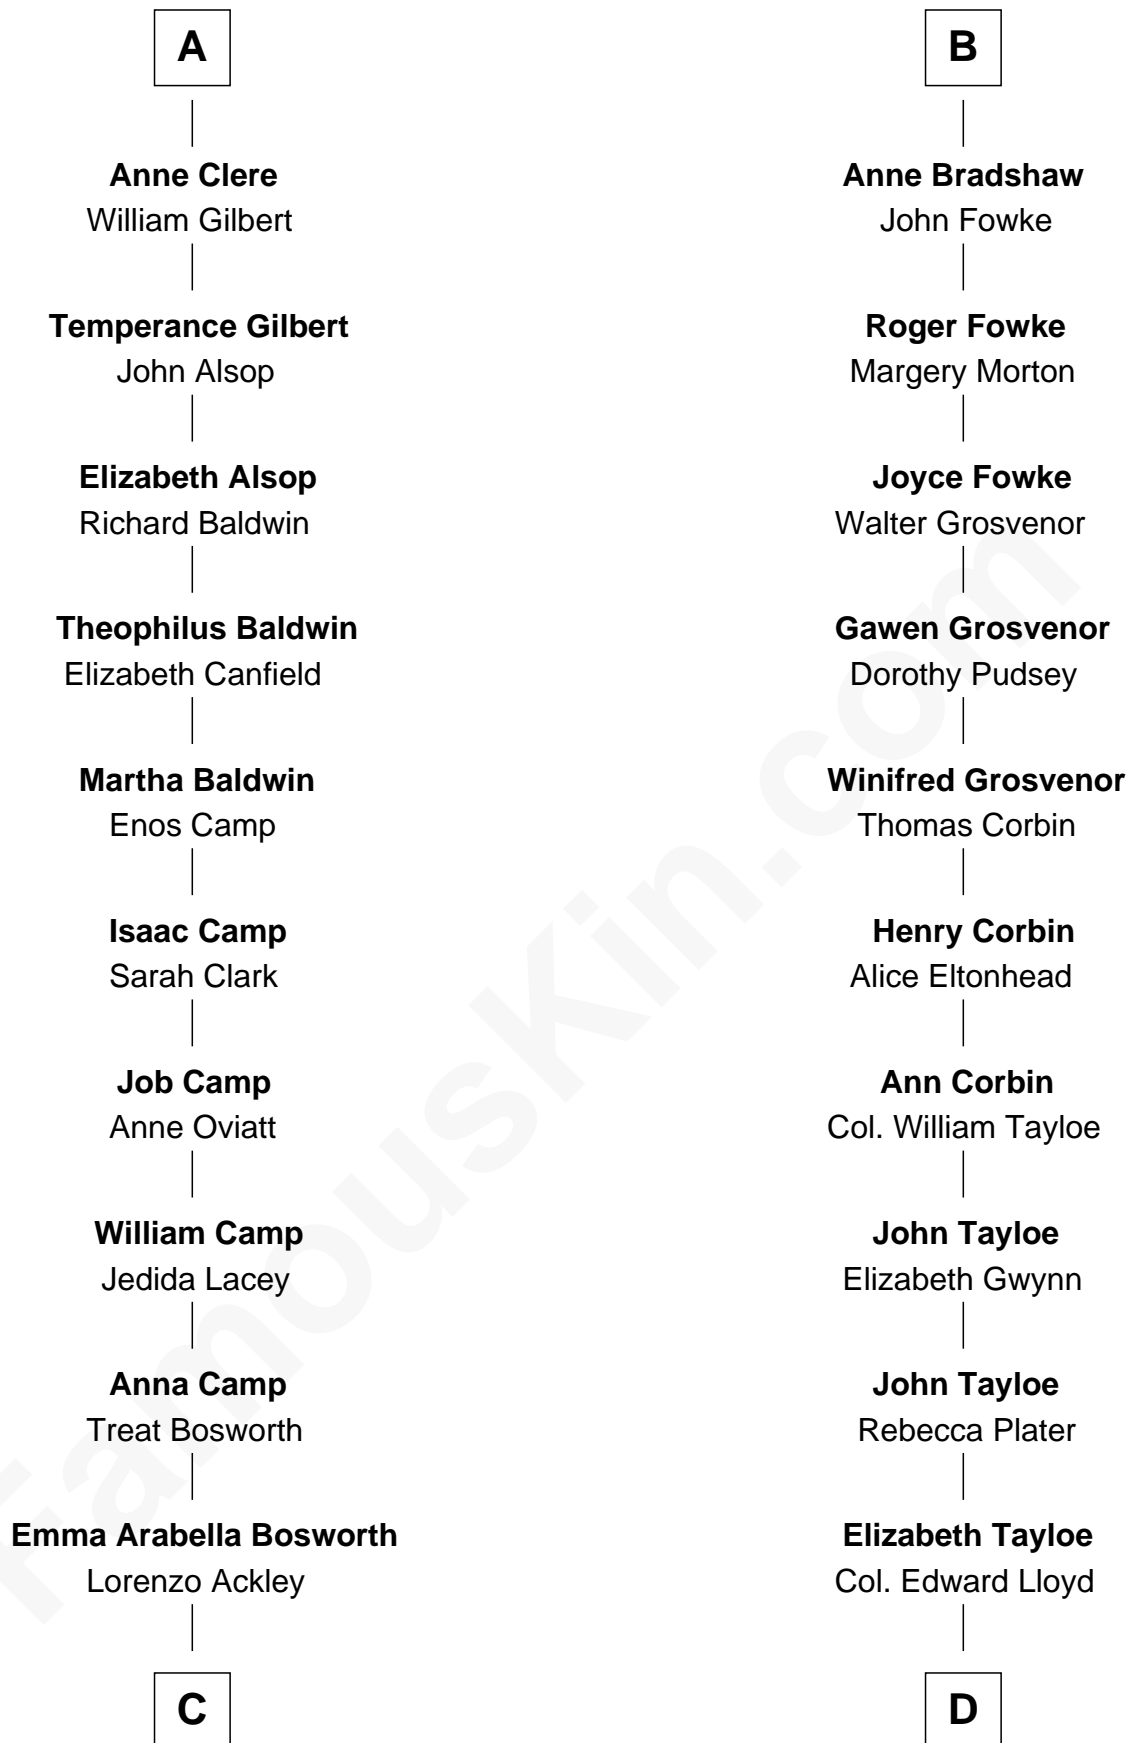 A
Anne Clere
William Gilbert
Temperance Gilbert
John Alsop
Elizabeth Alsop
Richard Baldwin
Theophilus Baldwin
Elizabeth Canfield
Martha Baldwin
Enos Camp
Isaac Camp
Sarah Clark
Job Camp
Anne Oviatt
William Camp
Jedida Lacey
Anna Camp
Treat Bosworth
Emma Arabella Bosworth
Lorenzo Ackley
C
B
Anne Bradshaw
John Fowke
Roger Fowke
Margery Morton
Joyce Fowke
Walter Grosvenor
Gawen Grosvenor
Dorothy Pudsey
Winifred Grosvenor
Thomas Corbin
Henry Corbin
Alice Eltonhead
Ann Corbin
Col. William Tayloe
John Tayloe
Elizabeth Gwynn
John Tayloe
Rebecca Plater
Elizabeth Tayloe
Col. Edward Lloyd
D
FamousKin.com